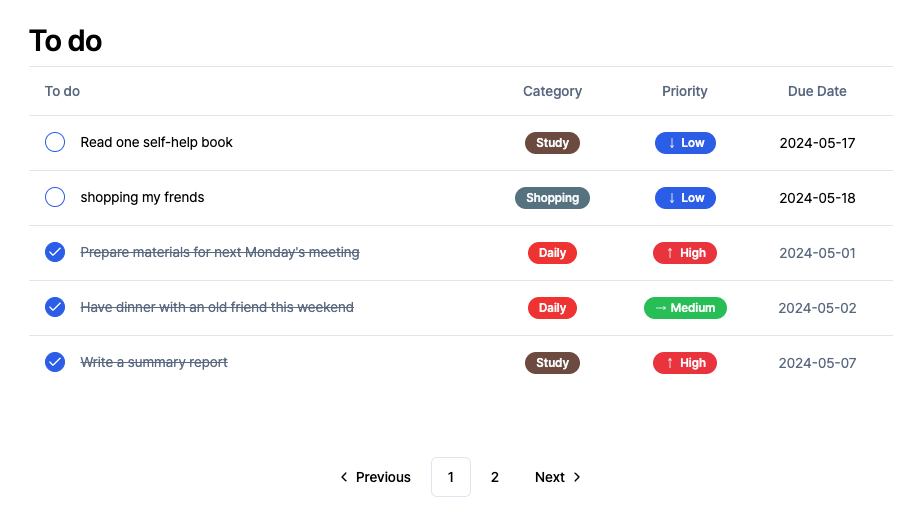 To do
To do Category Priority Due Date
Read one self-help book Study ↓ Low 2024-05-17
shopping my frends Shopping ↓ Low 2024-05-18
Prepare materials for next Monday's meeting Daily ↑ High 2024-05-01
Have dinner with an old friend this weekend Daily → Medium 2024-05-02
Write a summary report Study ↑ High 2024-05-07
Previous 1 2 Next